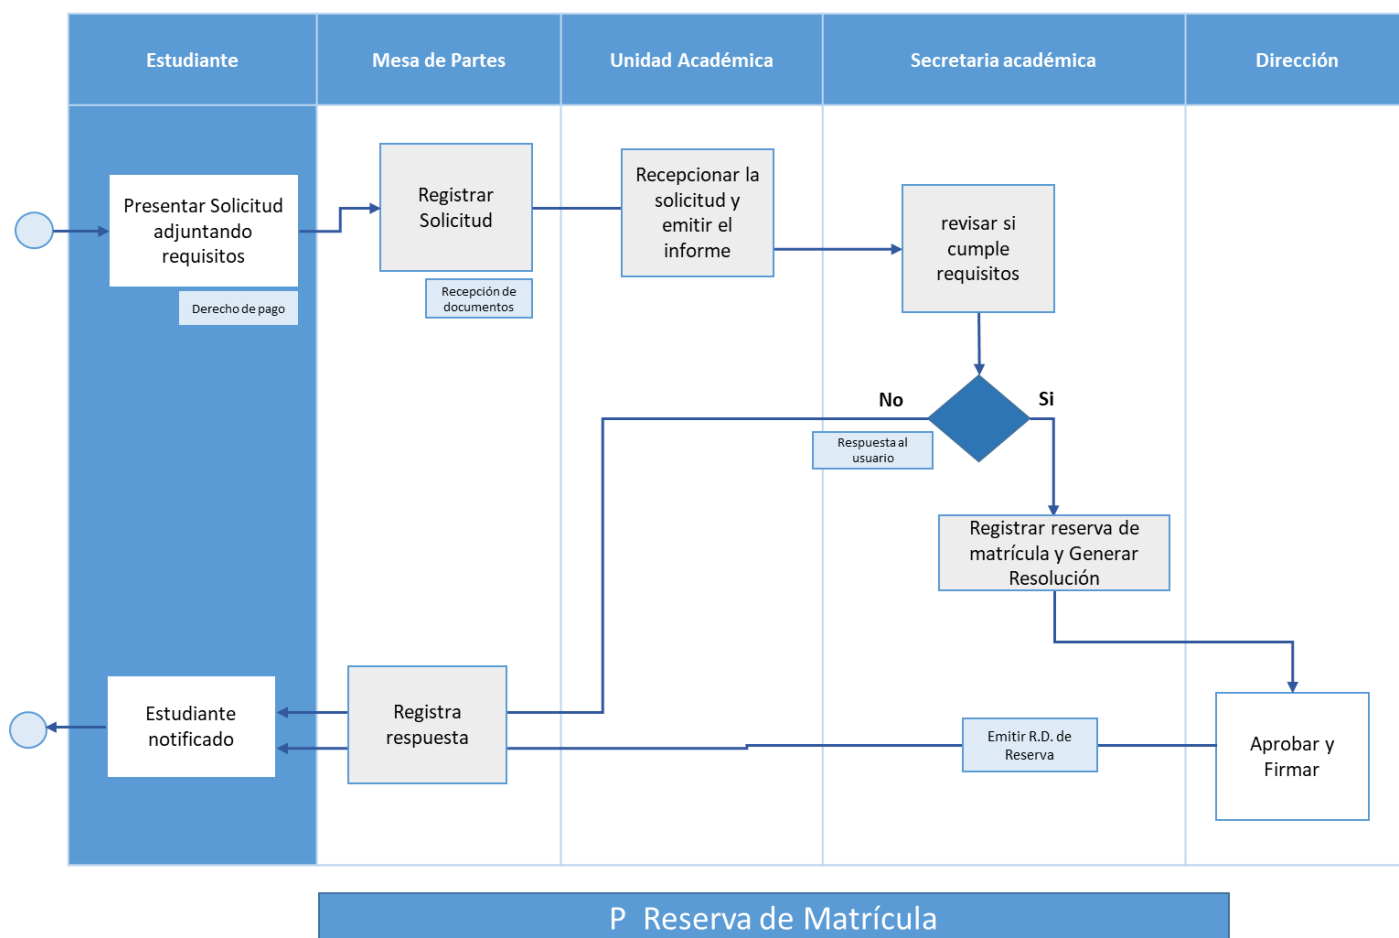 Estudiante
Mesa de Partes
Unidad Académica
Secretaria académica
Dirección
Presentar Solicitud
adjuntando
requisitos
Derecho de pago
Registrar
Solicitud
Recepción de
documentos
Recepcionar la
solicitud y
emitir el
informe
revisar si
cumple
requisitos
No
Si
Respuesta al
usuario
Registrar reserva de
matrícula y Generar
Resolución
Estudiante
notificado
Registra
respuesta
Emitir R.D. de
Reserva
Aprobar y
Firmar
P Reserva de Matrícula